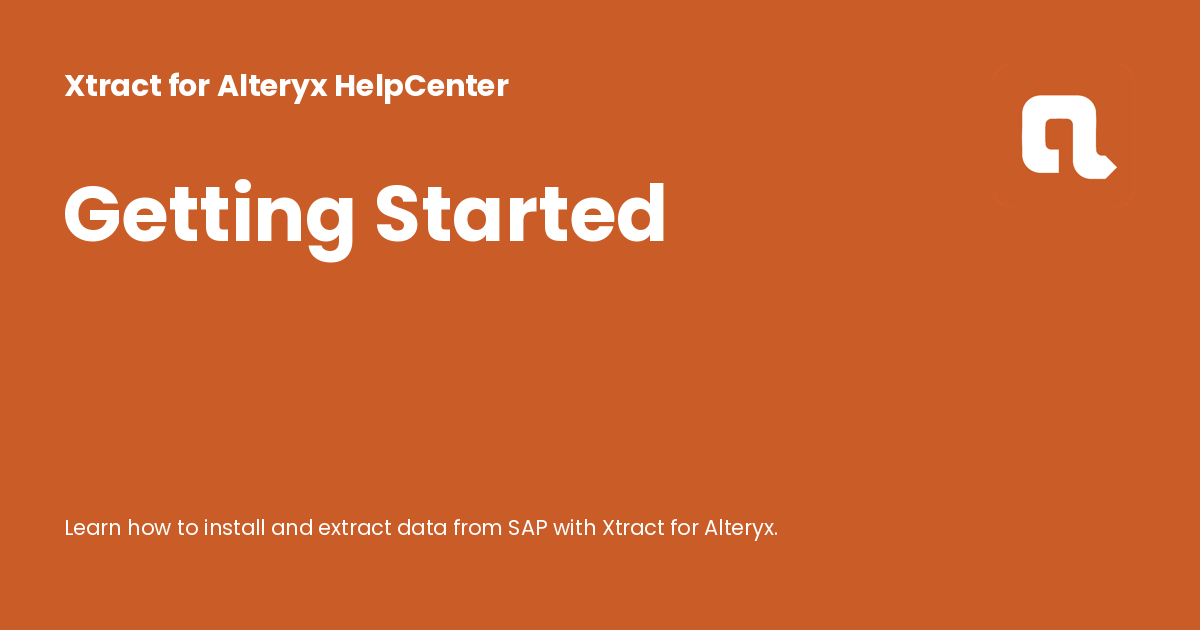 Xtract for Alteryx HelpCenter
Getting Started
Learn how to install and extract data from SAP with Xtract for Alteryx.